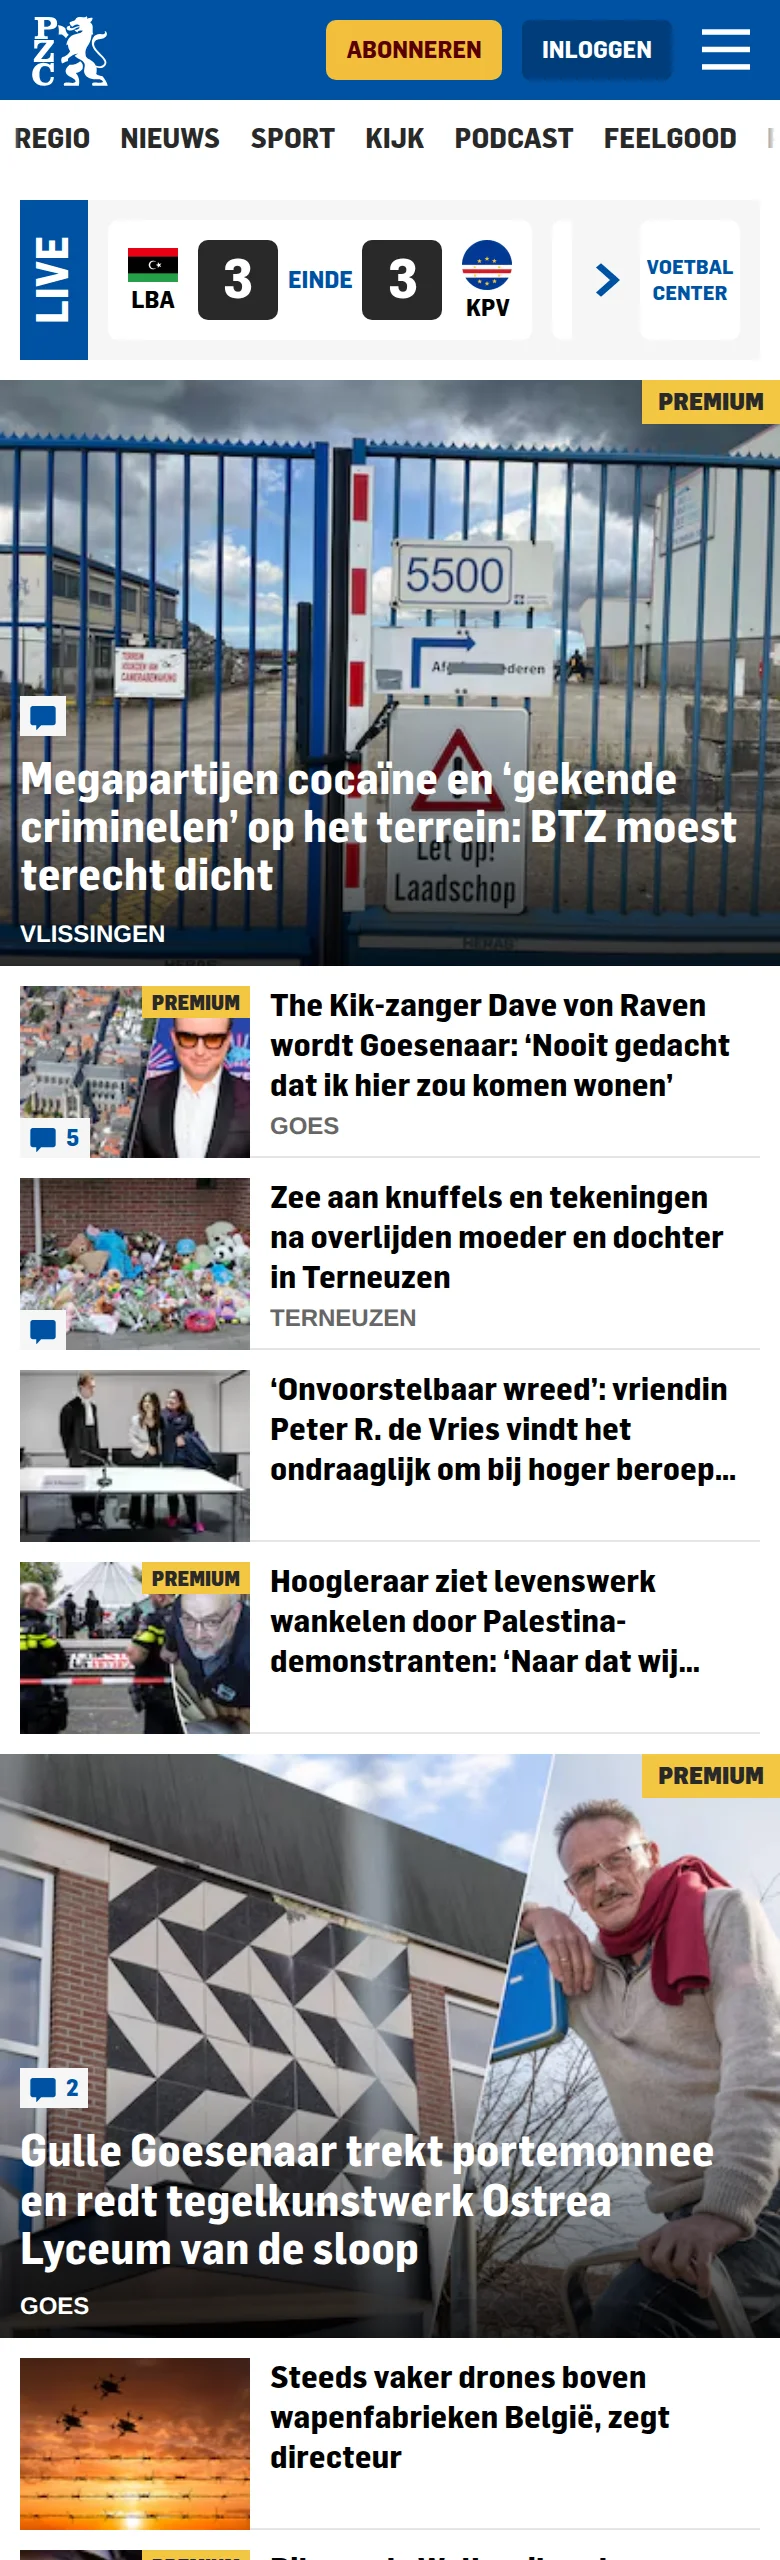 PZC
ABONNEREN
INLOGGEN
REGIO NIEUWS SPORT KIJK PODCAST FEELGOOD
LIVE
LBA
3
EINDE
3
KPV
VOETBAL
CENTER
PREMIUM
5500
Let op!
Laadschop
Megapartijen cocaïne en ‘gekende
criminelen’ op het terrein: BTZ moest
terecht dicht
VLISSINGEN
PREMIUM
5
The Kik-zanger Dave von Raven
wordt Goesenaar: ‘Nooit gedacht
dat ik hier zou komen wonen’
GOES
Zee aan knuffels en tekeningen
na overlijden moeder en dochter
in Terneuzen
TERNEUZEN
‘Onvoorstelbaar wreed’: vriendin
Peter R. de Vries vindt het
ondraaglijk om bij hoger beroep...
PREMIUM
Hoogleraar ziet levenswerk
wankelen door Palestina-
demonstranten: ‘Naar dat wij...
PREMIUM
2
Gulle Goesenaar trekt portemonnee
en redt tegelkunstwerk Ostrea
Lyceum van de sloop
GOES
Steeds vaker drones boven
wapenfabrieken België, zegt
directeur